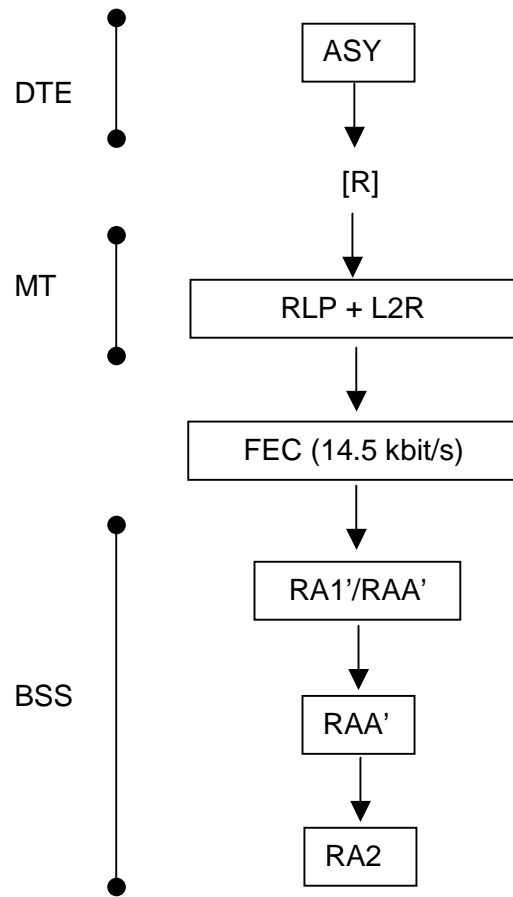 ASY
DTE
[R]
MT
RLP + L2R
FEC (14.5 kbit/s)
RA1’/RAA’
BSS
RAA’
RA2